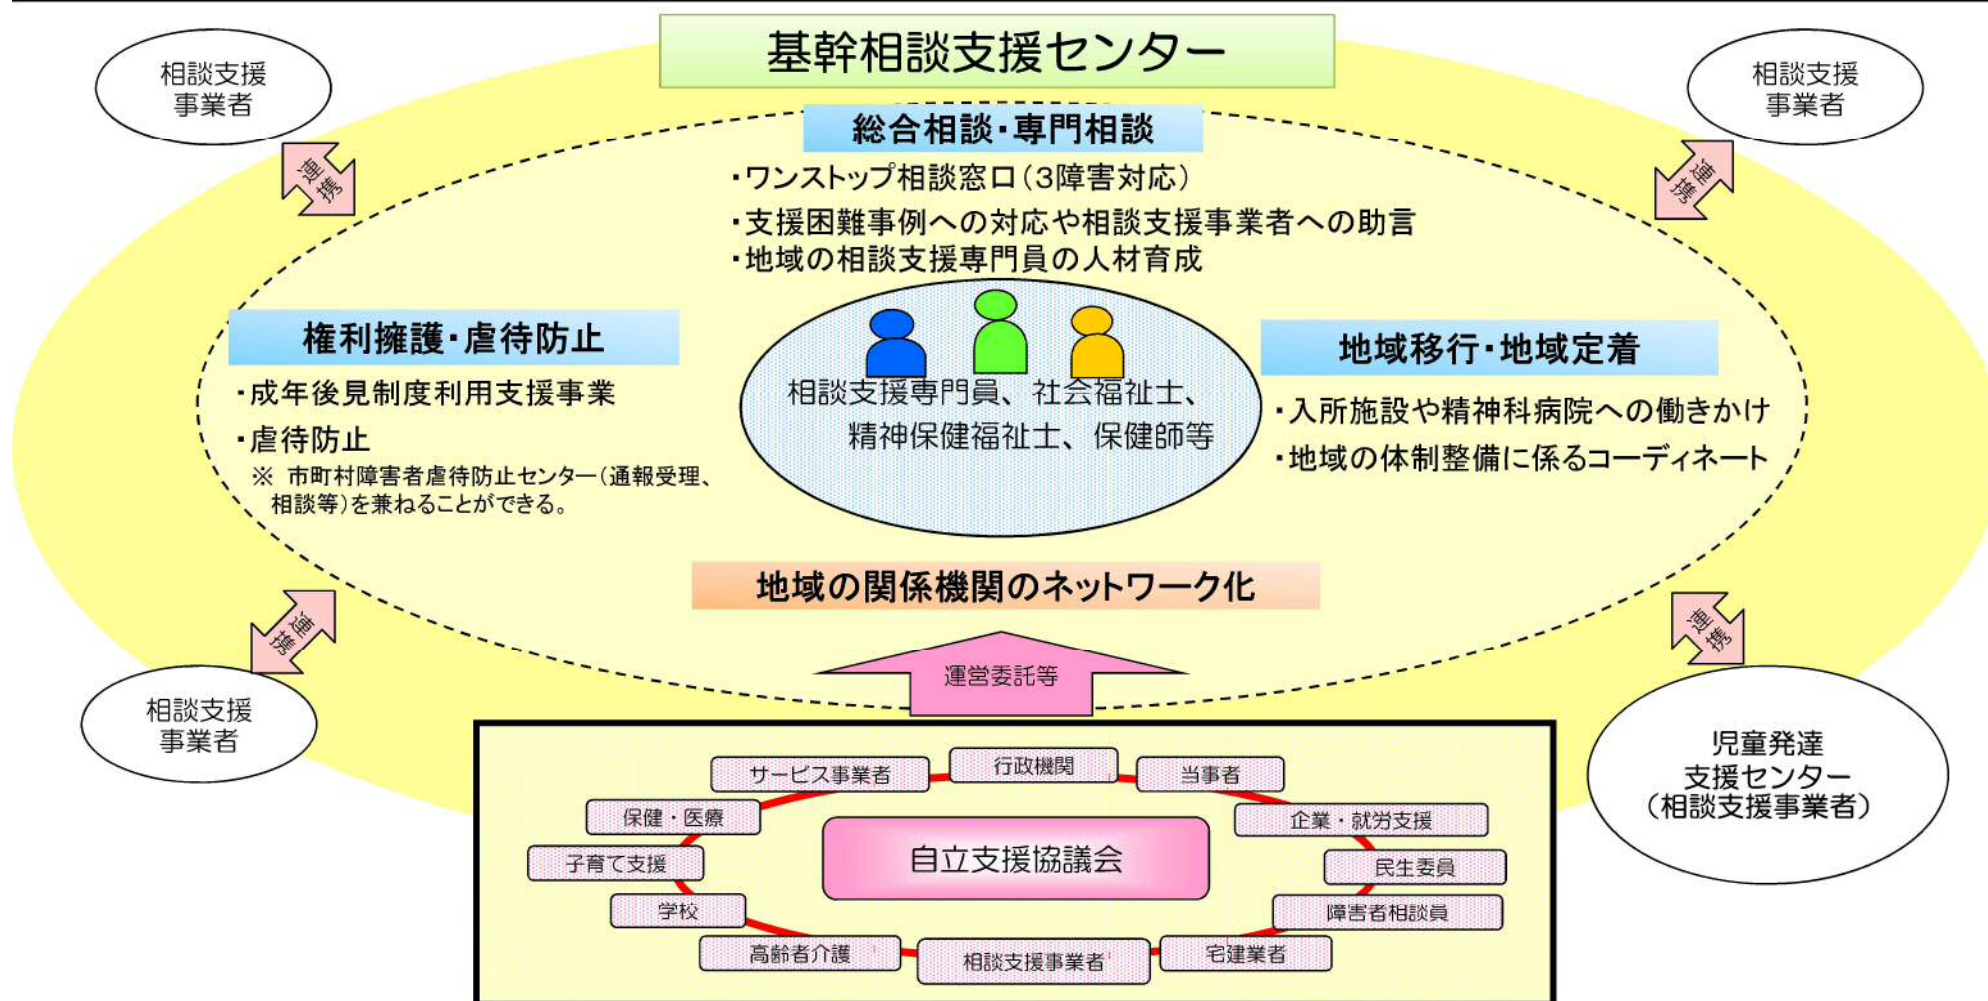 基幹相談支援センター
相談支援
事業者
相談支援
事業者
連携
連携
総合相談・専門相談
・ワンストップ相談窓口（３障害対応）
・支援困難事例への対応や相談支援事業者への助言
・地域の相談支援専門員の人材育成
権利擁護・虐待防止
・成年後見制度利用支援事業
・虐待防止
※ 市町村障害者虐待防止センター（通報受理、
相談等）を兼ねることができる。
相談支援専門員、社会福祉士、
精神保健福祉士、保健師等
地域移行・地域定着
・入所施設や精神科病院への働きかけ
・地域の体制整備に係るコーディネート
地域の関係機関のネットワーク化
連携
連携
運営委託等
相談支援
事業者
児童発達
支援センター
（相談支援事業者）
サービス事業者
行政機関
当事者
保健・医療
企業・就労支援
子育て支援
自立支援協議会
民生委員
学校
障害者相談員
高齢者介護
相談支援事業者
宅建業者